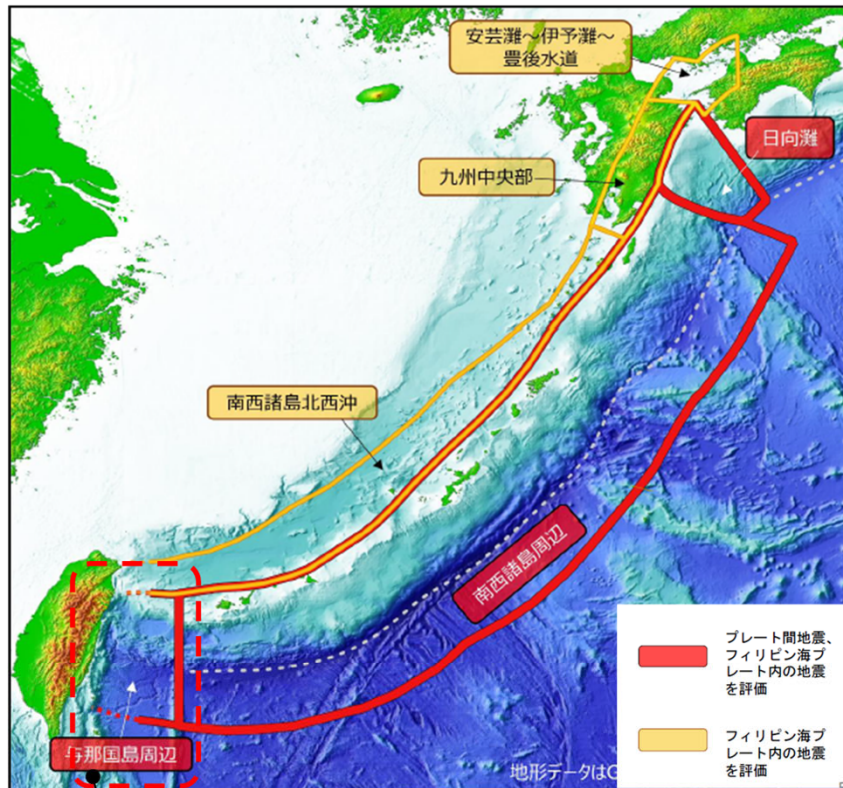 安芸灘～伊予灘～
豊後水道
日向灘
九州中央部
南西諸島北西沖
南西諸島周辺
与那国島周辺
プレート間地震、
フィリピン海プ
レート内の地震
を評価
フィリピン海プ
レート内の地震
を評価
地形データはG